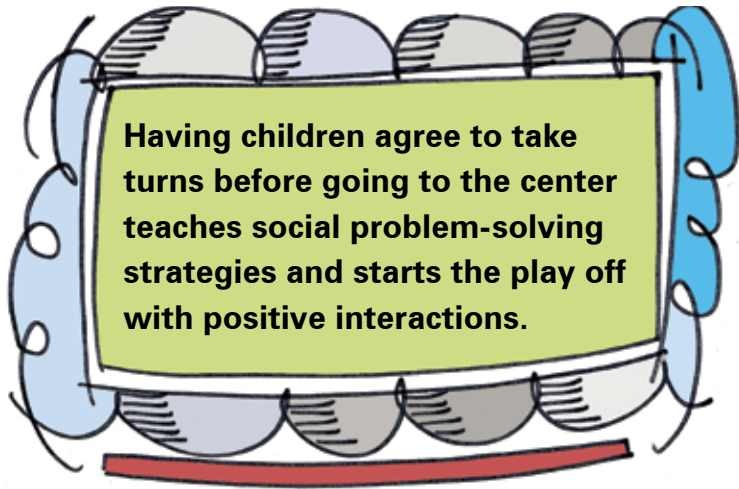 Having children agree to take
turns before going to the center
teaches social problem-solving
strategies and starts the play off
with positive interactions.